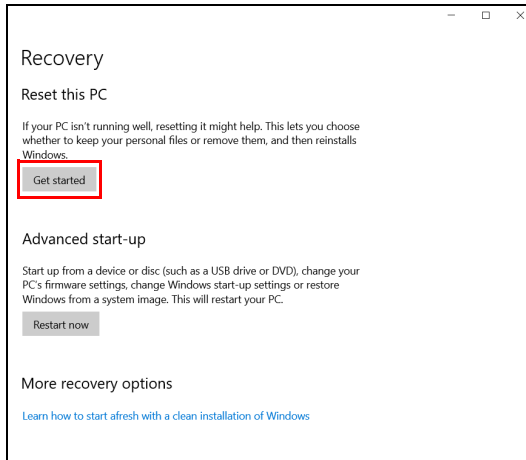 Recovery
Reset this PC
If your PC isn't running well, resetting it might help. This lets you choose
whether to keep your personal files or remove them, and then reinstalls
Windows.
Get started
Advanced start-up
Start up from a device or disc (such as a USB drive or DVD), change your
PC's firmware settings, change Windows start-up settings or restore
Windows from a system image. This will restart your PC.
Restart now
More recovery options
Learn how to start afresh with a clean installation of Windows